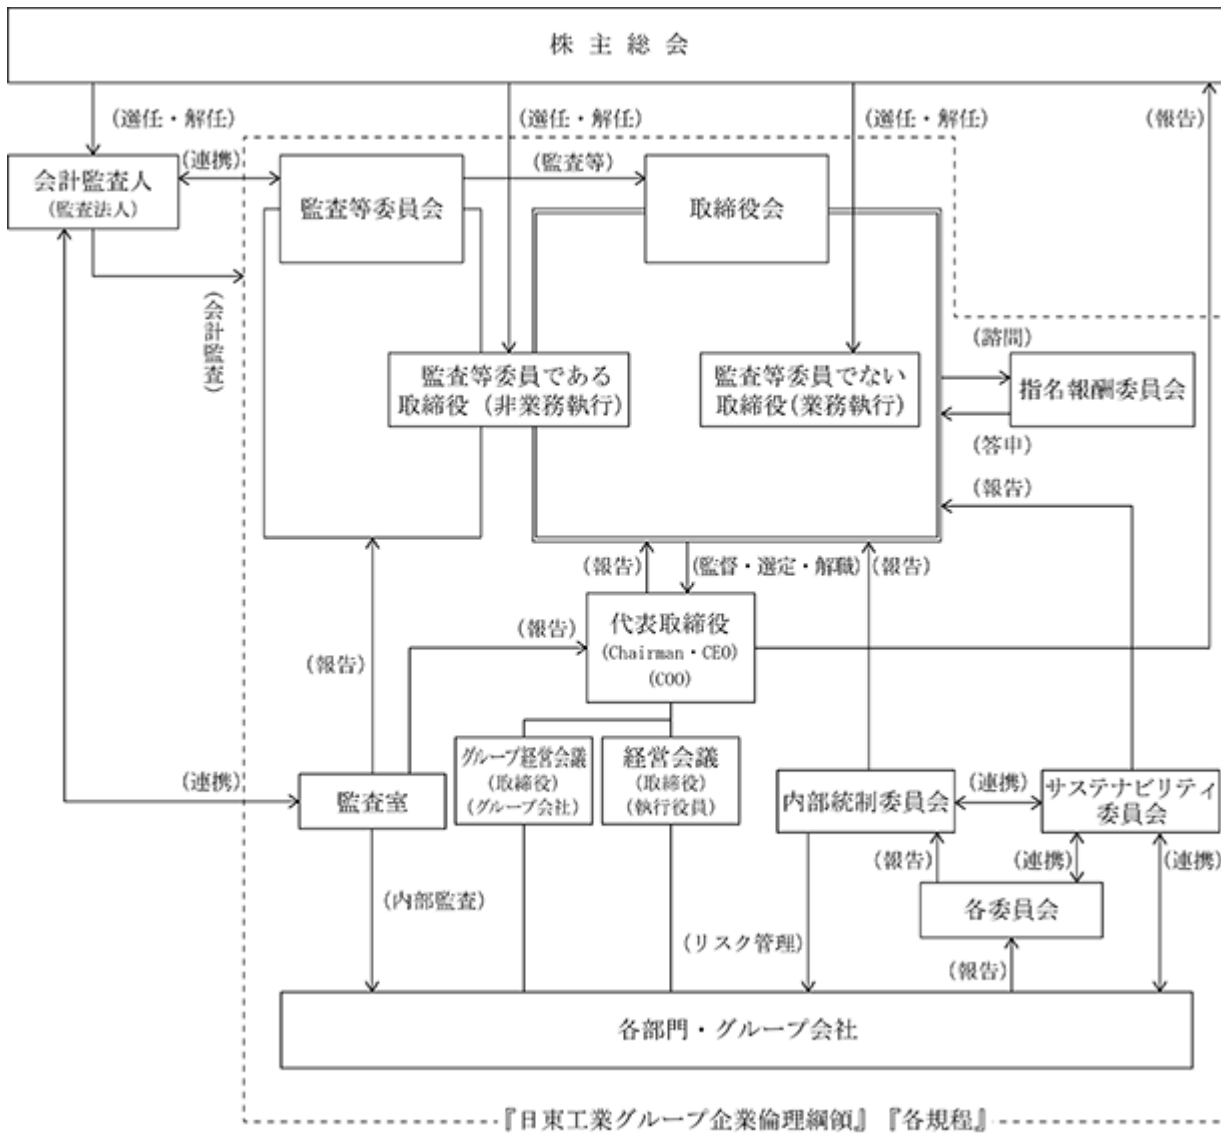 株主総会
(選任・解任)
(選任・解任)
(選任・解任)
(報告)
会計監査人
(監査法人)
(連携)
監査等委員会
(監査等)
取締役会
(会計監査)
監査等委員である
取締役(非業務執行)
監査等委員でない
取締役(業務執行)
(諮問)
指名報酬委員会
(答申)
(報告)
(報告)
(監督・選定・解職)
(報告)
代表取締役
(Chairman・CEO)
(COO)
(報告)
(報告)
グループ経営会議
(取締役)
(グループ会社)
経営会議
(取締役)
(執行役員)
(連携)
監査室
内部統制委員会
(連携)
サステナビリティ
委員会
(報告)
(連携)
(連携)
各委員会
(内部監査)
(リスク管理)
(報告)
各部門・グループ会社
『日東工業グループ企業倫理綱領』『各規程』